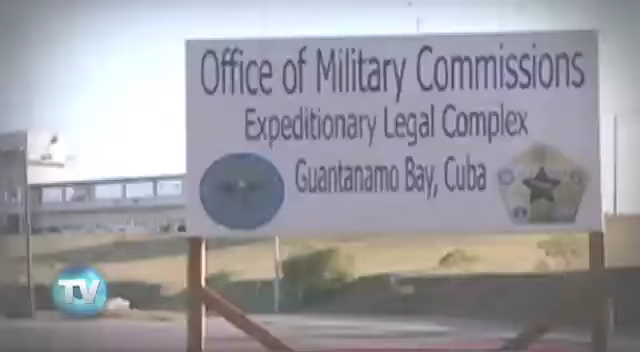 Office of Military Commissions
Expeditionary Legal Complex
Guantanamo Bay, Cuba
TV